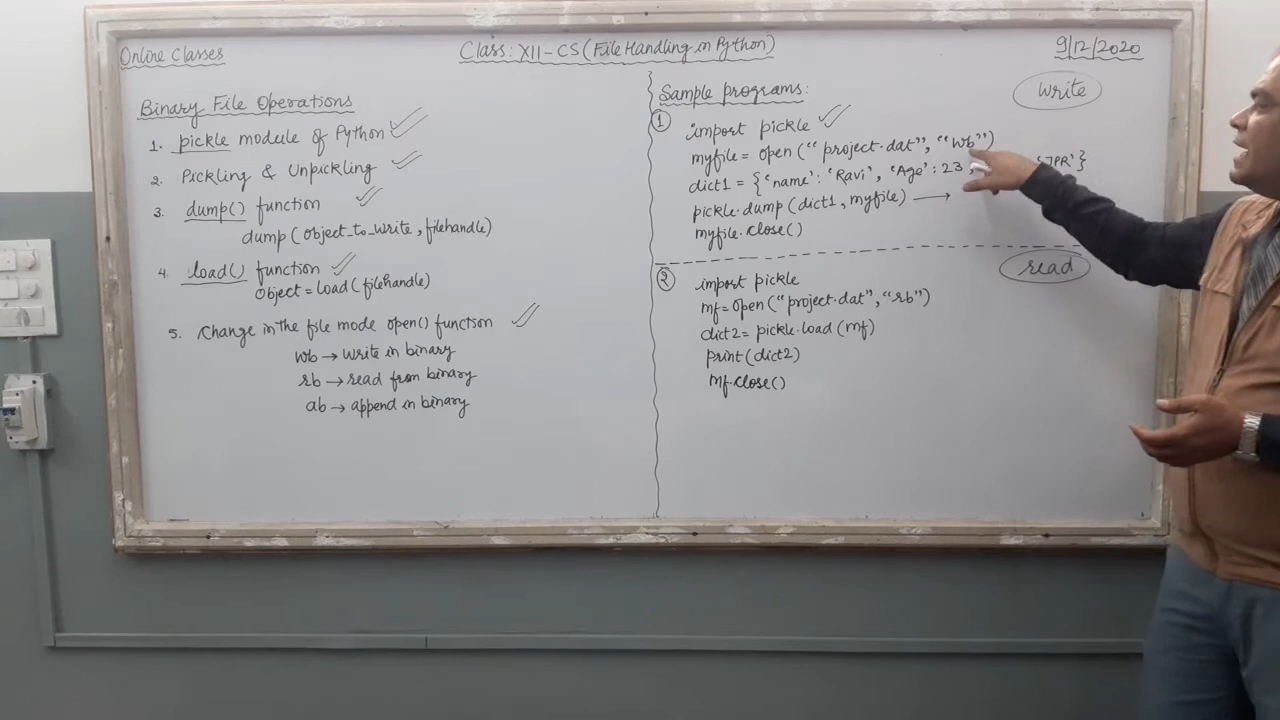 Online Classes
Class: XII-CS (File Handling in Python)
9/12/2020
Binary File Operations
1. pickle module of Python
2. Pickling & Unpickling
3. dump() function
dump(object_to_write, filehandle)
4. load() function
object = load(filehandle)
5. Change in the file mode open() function
wb → write in binary
rb → read from binary
ab → append in binary
Sample programs:
write
1
import pickle
myfile = open("project.dat", "wb")
dict1 = {'name': 'Ravi', 'Age': 23, 'JPR'}
pickle.dump(dict1, myfile) →
myfile.close()
read
2
import pickle
mf = open("project.dat", "rb")
dict2 = pickle.load(mf)
print(dict2)
mf.close()